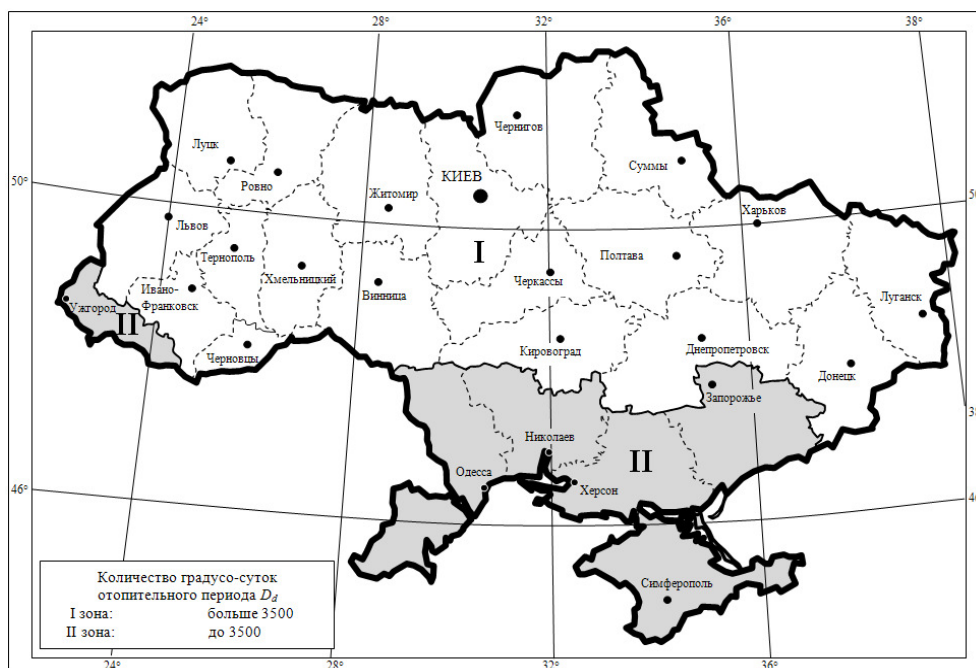 24°
28°
32°
36°
38°
Чернигов
Луцк
Суммы
50°
Ровно
Житомир
КИЕВ
50
Харьков
Львов
I
Тернополь
Полтава
Хмельницкий
Черкассы
Ивано-
Франковск
Винница
Луганск
Ужгород
II
Черновцы
Кировоград
Днепропетровск
Донецк
Запорожье
38
Николаев
II
Одесса
46°
Херсон
Симферополь
Количество градусо-суток
отопительного периода Dd
I зона: больше 3500
II зона: до 3500
24°
28°
32°
36°